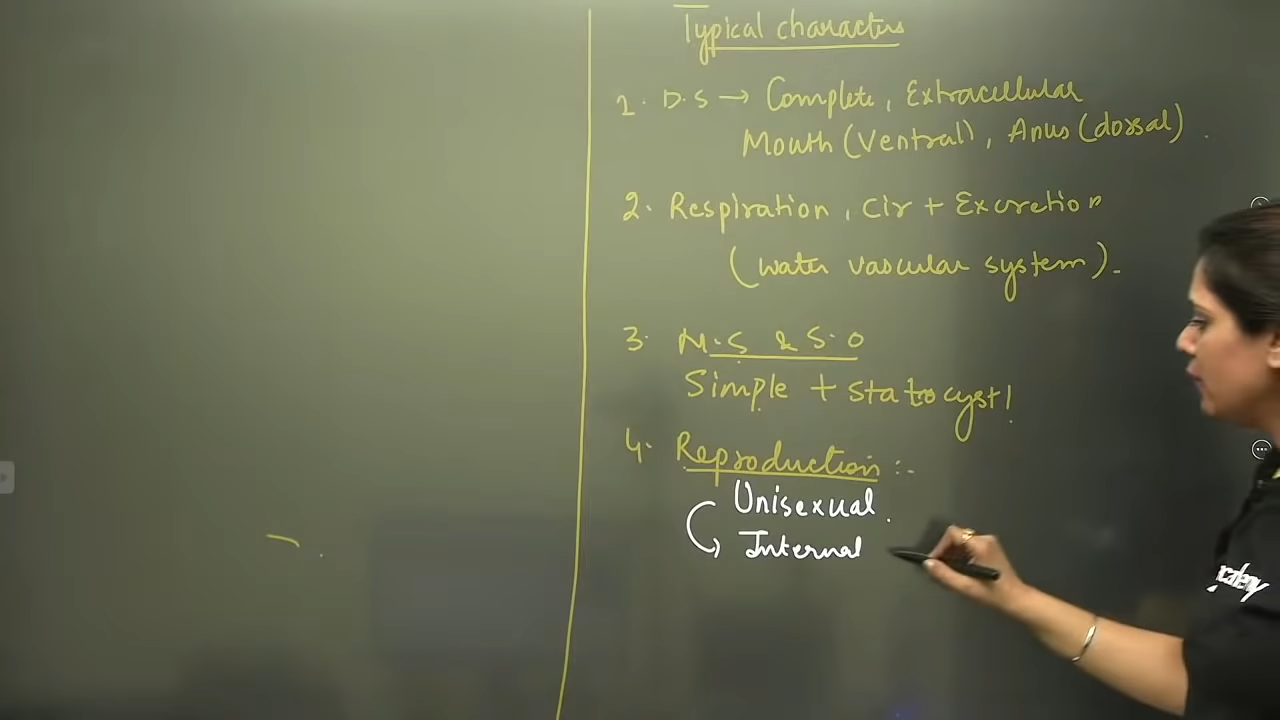 Typical characters
1. D.S → Complete, Extracellular
Mouth (Ventral), Anus (dorsal).
2. Respiration, Cir + Excretion
(water vascular system).
3. N.S & S.O
Simple + statocyst!
4. Reproduction :-
Unisexual.
Internal